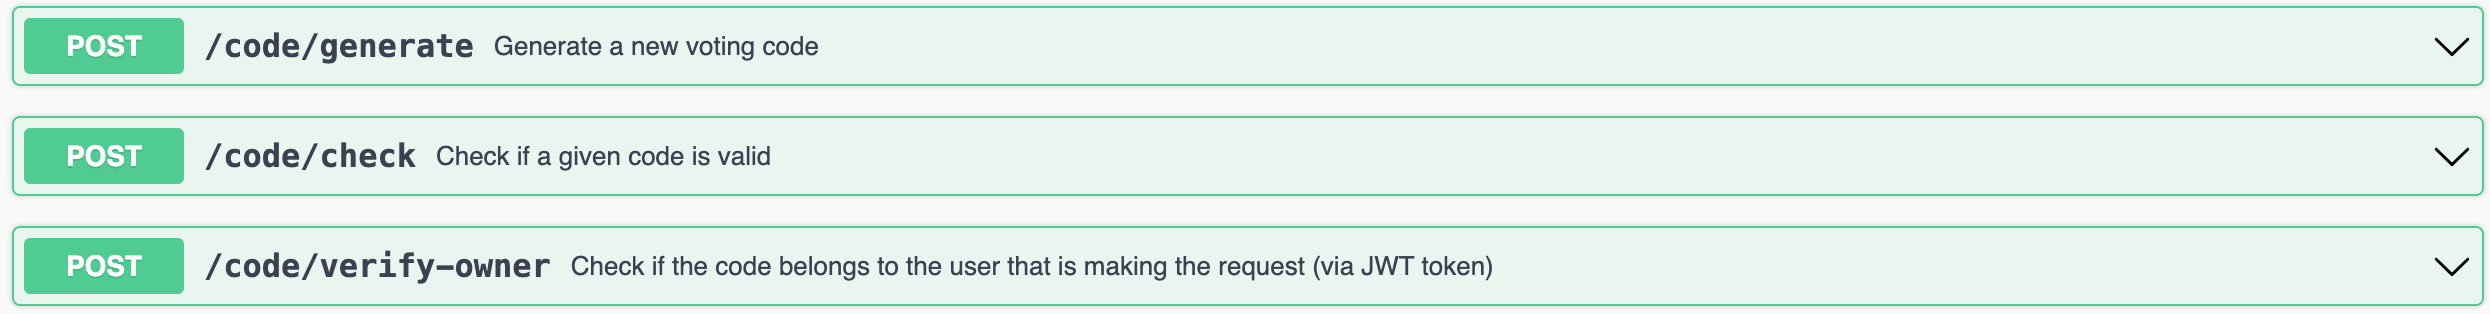 POST /code/generate Generate a new voting code
POST /code/check Check if a given code is valid
POST /code/verify-owner Check if the code belongs to the user that is making the request (via JWT token)